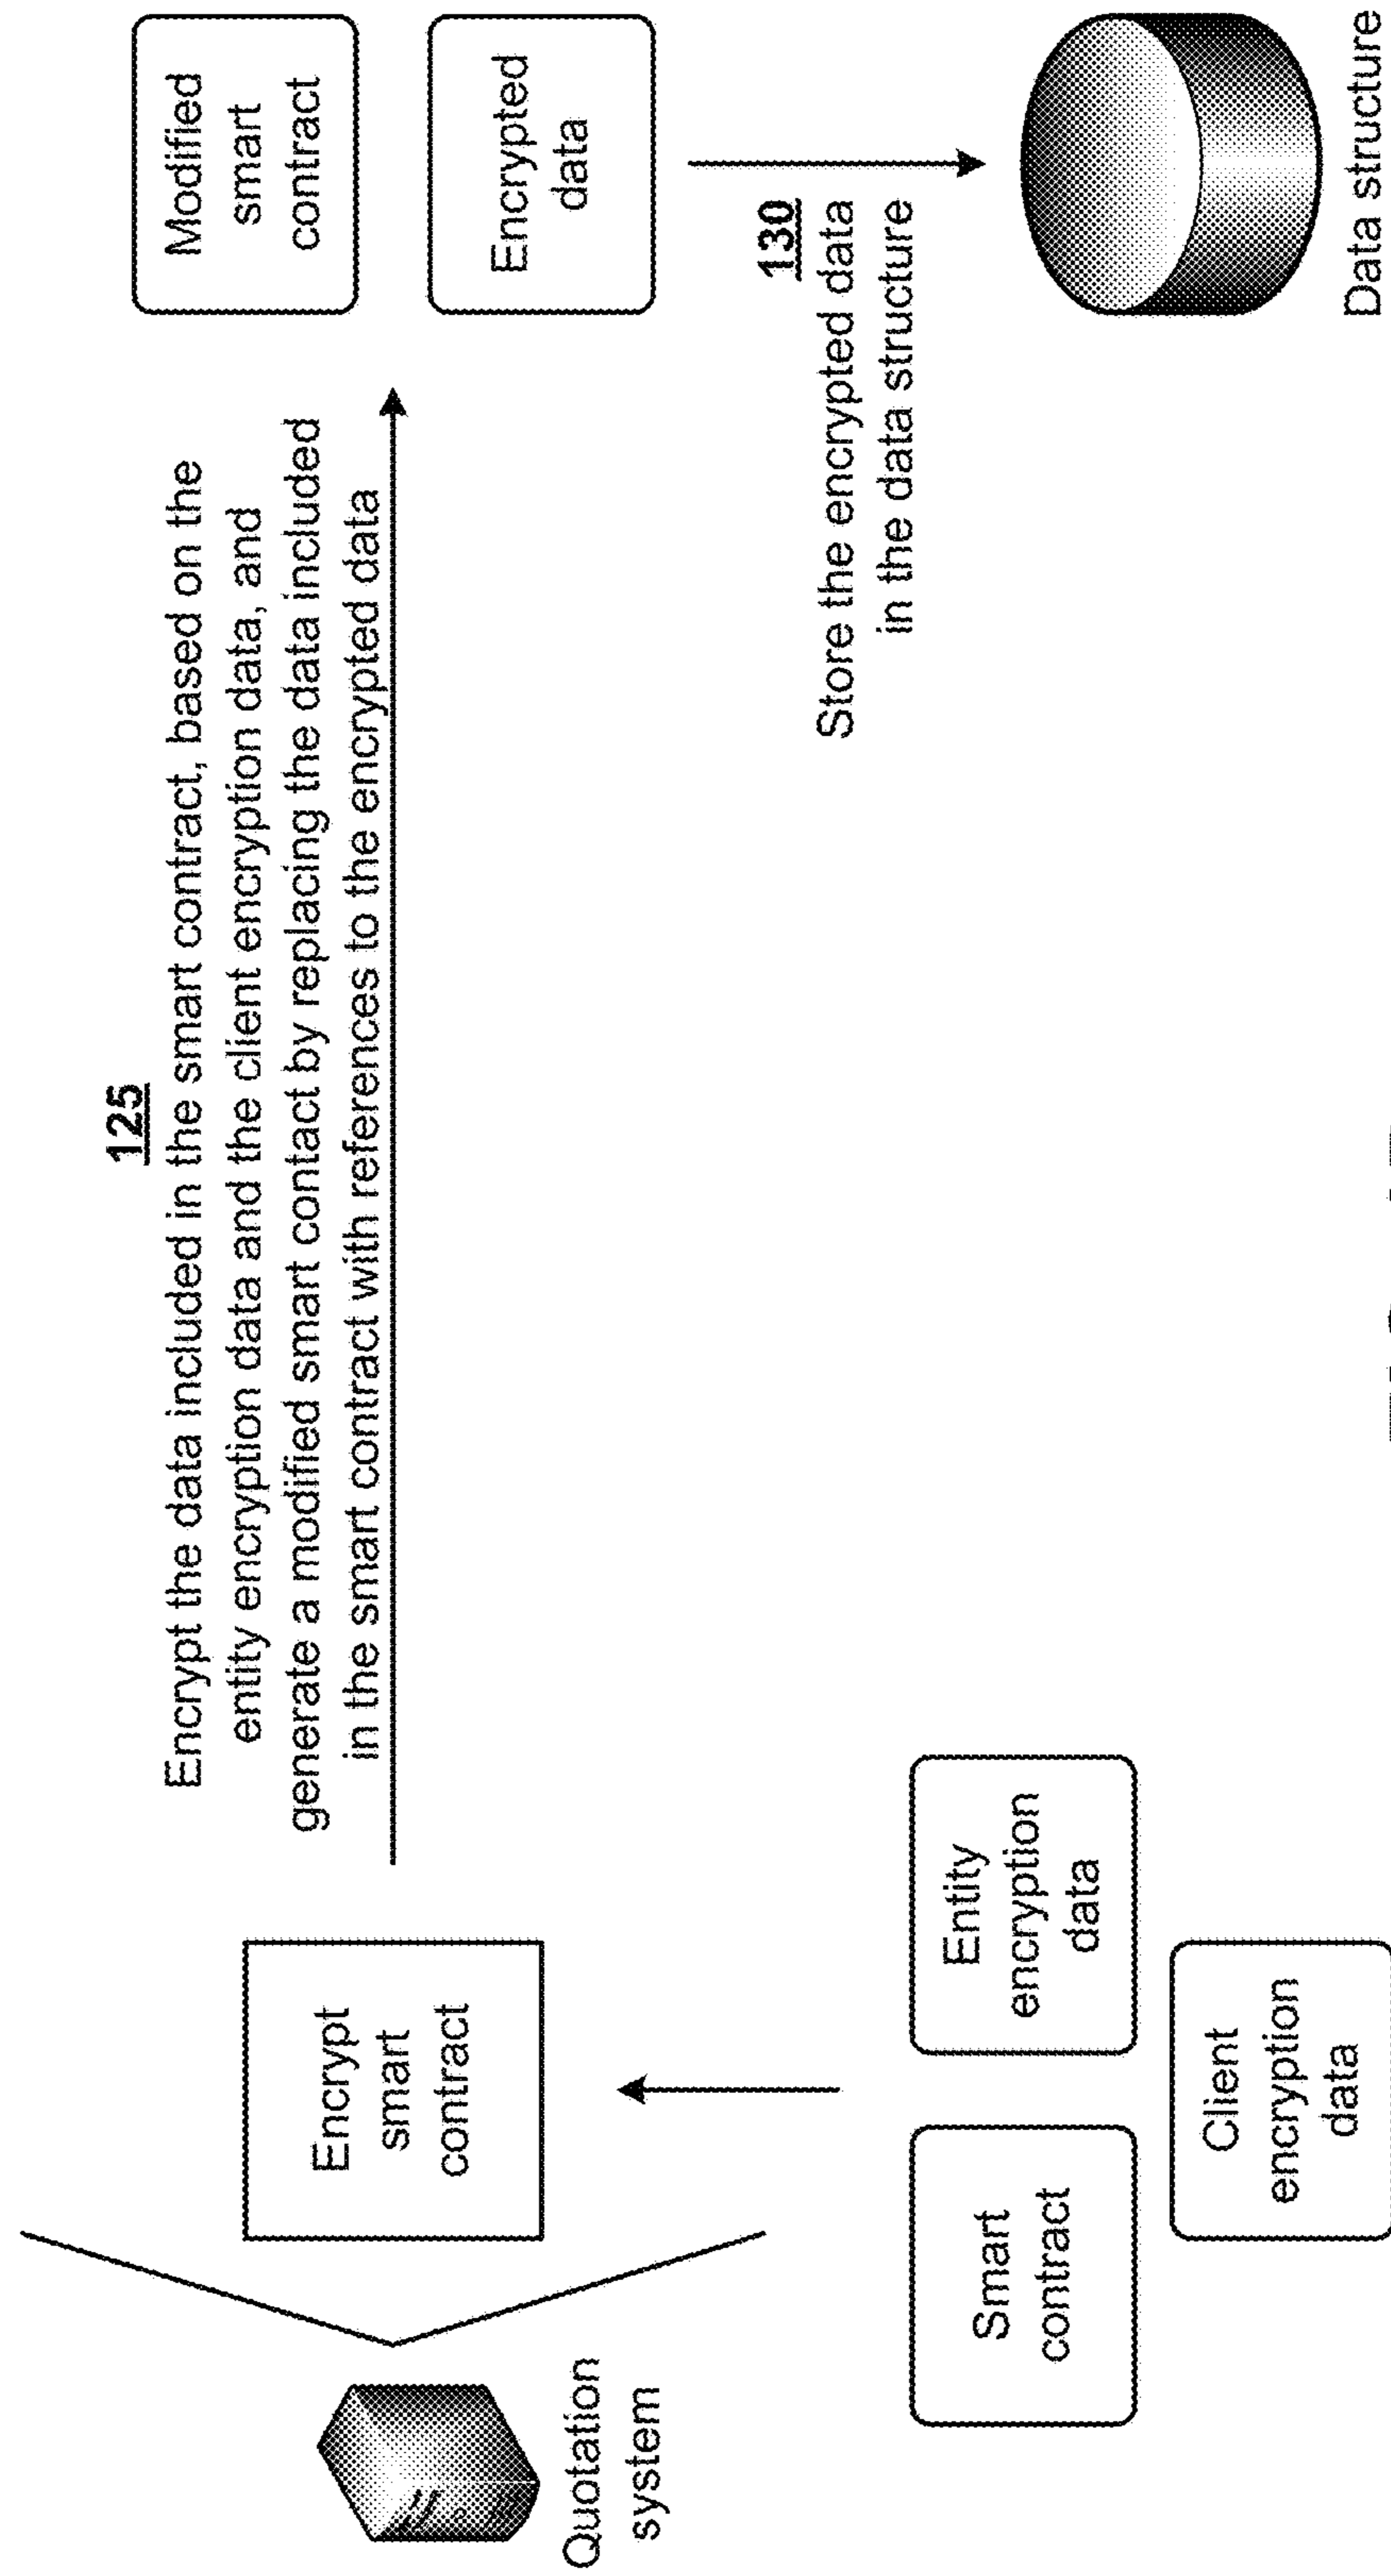 Quotation
system
Encrypt
smart
contract
Smart
contract
Entity
encryption
data
Client
encryption
data
125
Encrypt the data included in the smart contract, based on the
entity encryption data and the client encryption data, and
generate a modified smart contact by replacing the data included
in the smart contract with references to the encrypted data
Modified
smart
contract
Encrypted
data
130
Store the encrypted data
in the data structure
Data structure